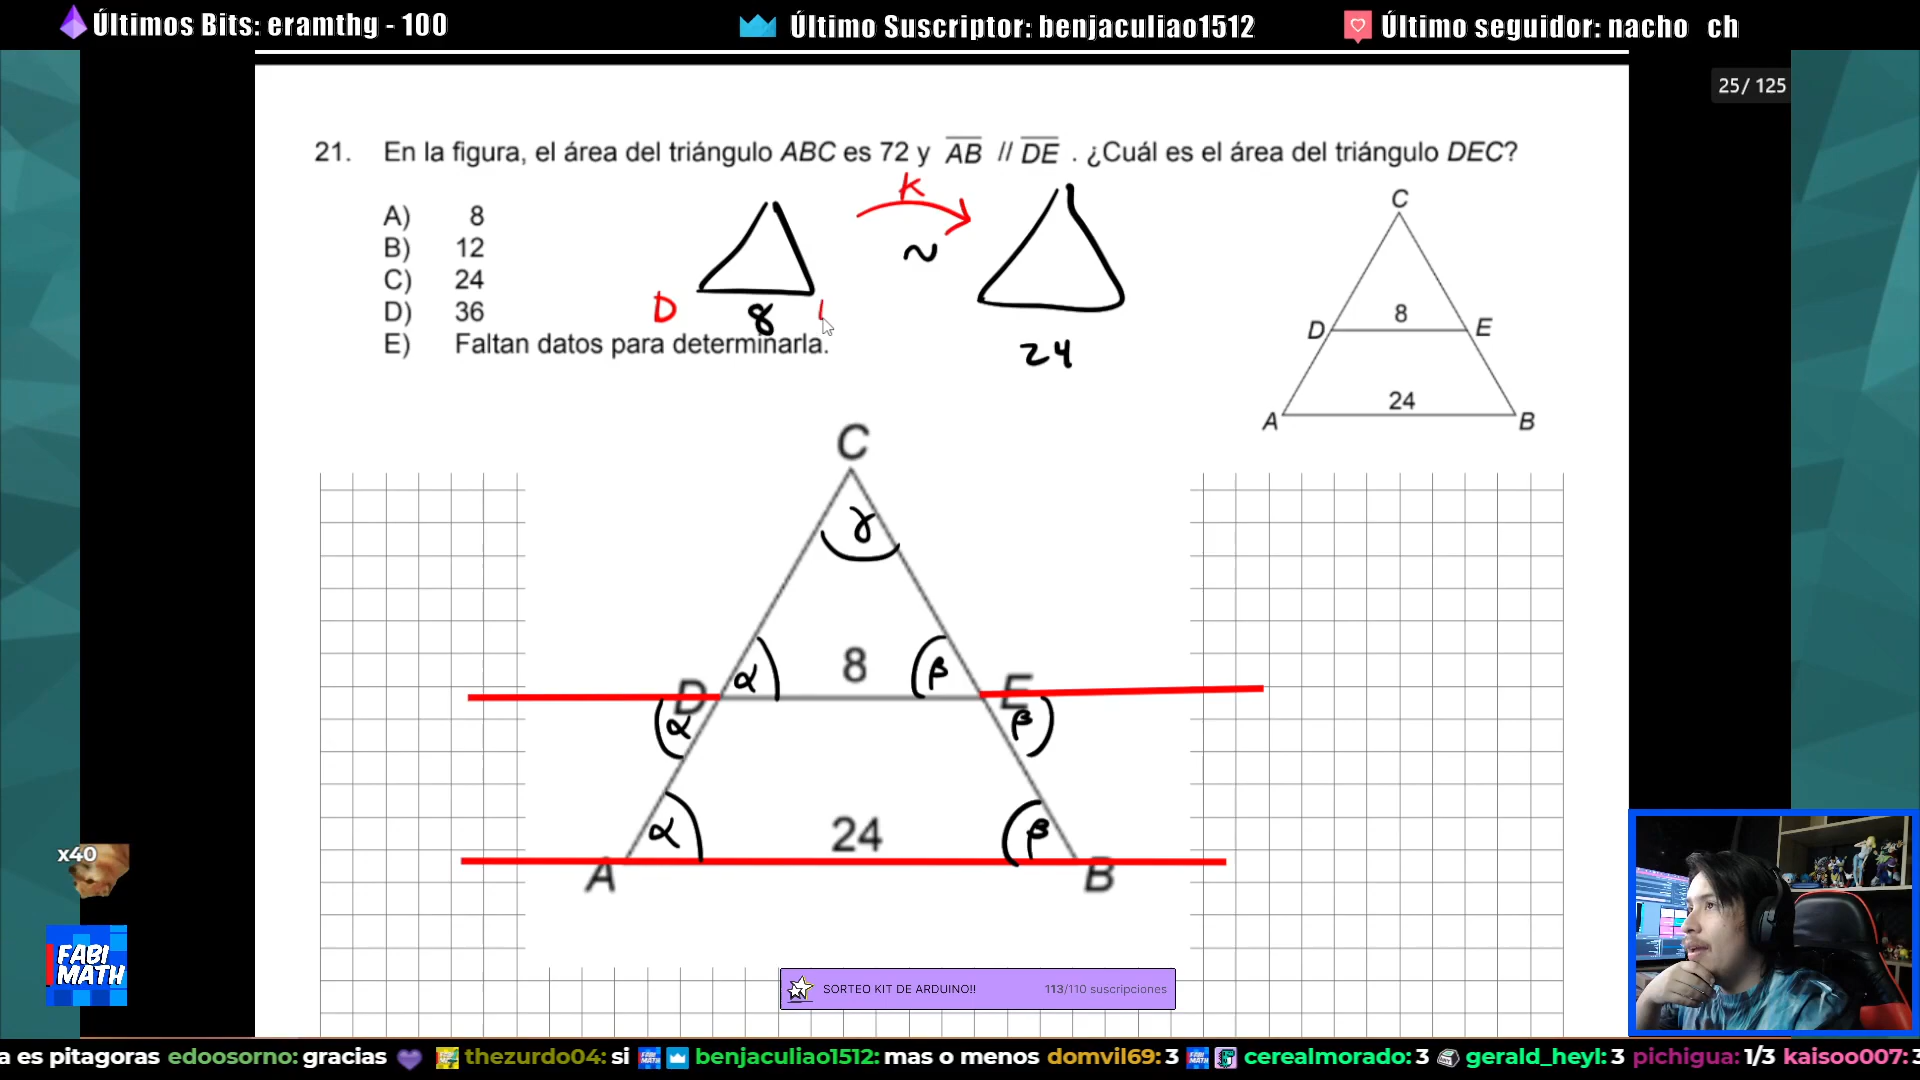 Últimos Bits: eramthg - 100
Último Suscriptor: benjaculiao1512
Último seguidor: nacho_ch
25/ 125
21. En la figura, el área del triángulo ABC es 72 y AB // DE . ¿Cuál es el área del triángulo DEC?
A) 8
B) 12
C) 24
D) 36
E) Faltan datos para determinarla.
K
~
D
8
24
C
D
8
E
A
24
B
C
γ
α
8
β
D
E
α
β
α
24
β
A
B
x40
FABI
MATH
SORTEO KIT DE ARDUINO!!
113/110 suscripciones
a es pitagoras edoosorno: gracias thezurdo04: si benjaculiao1512: mas o menos domvil69: 3 cerealmorado: 3 gerald_heyl: 3 pichigua: 1/3 kaisoo007: 3